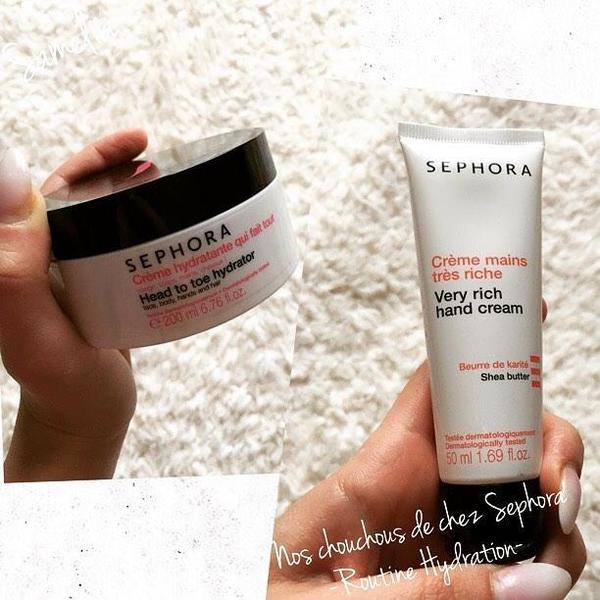 Samelia
SEPHORA
Crème hydratante qui fait tout
Head to toe hydrator
face, body, hands and hair
200 ml 6.76 fl.oz.
SEPHORA
Crème mains
très riche
Very rich
hand cream
Beurre de karité
Shea butter
Testée dermatologiquement
Dermatologically tested
50 ml 1.69 fl.oz.
Nos chouchous de chez Sephora
-Routine Hydration-